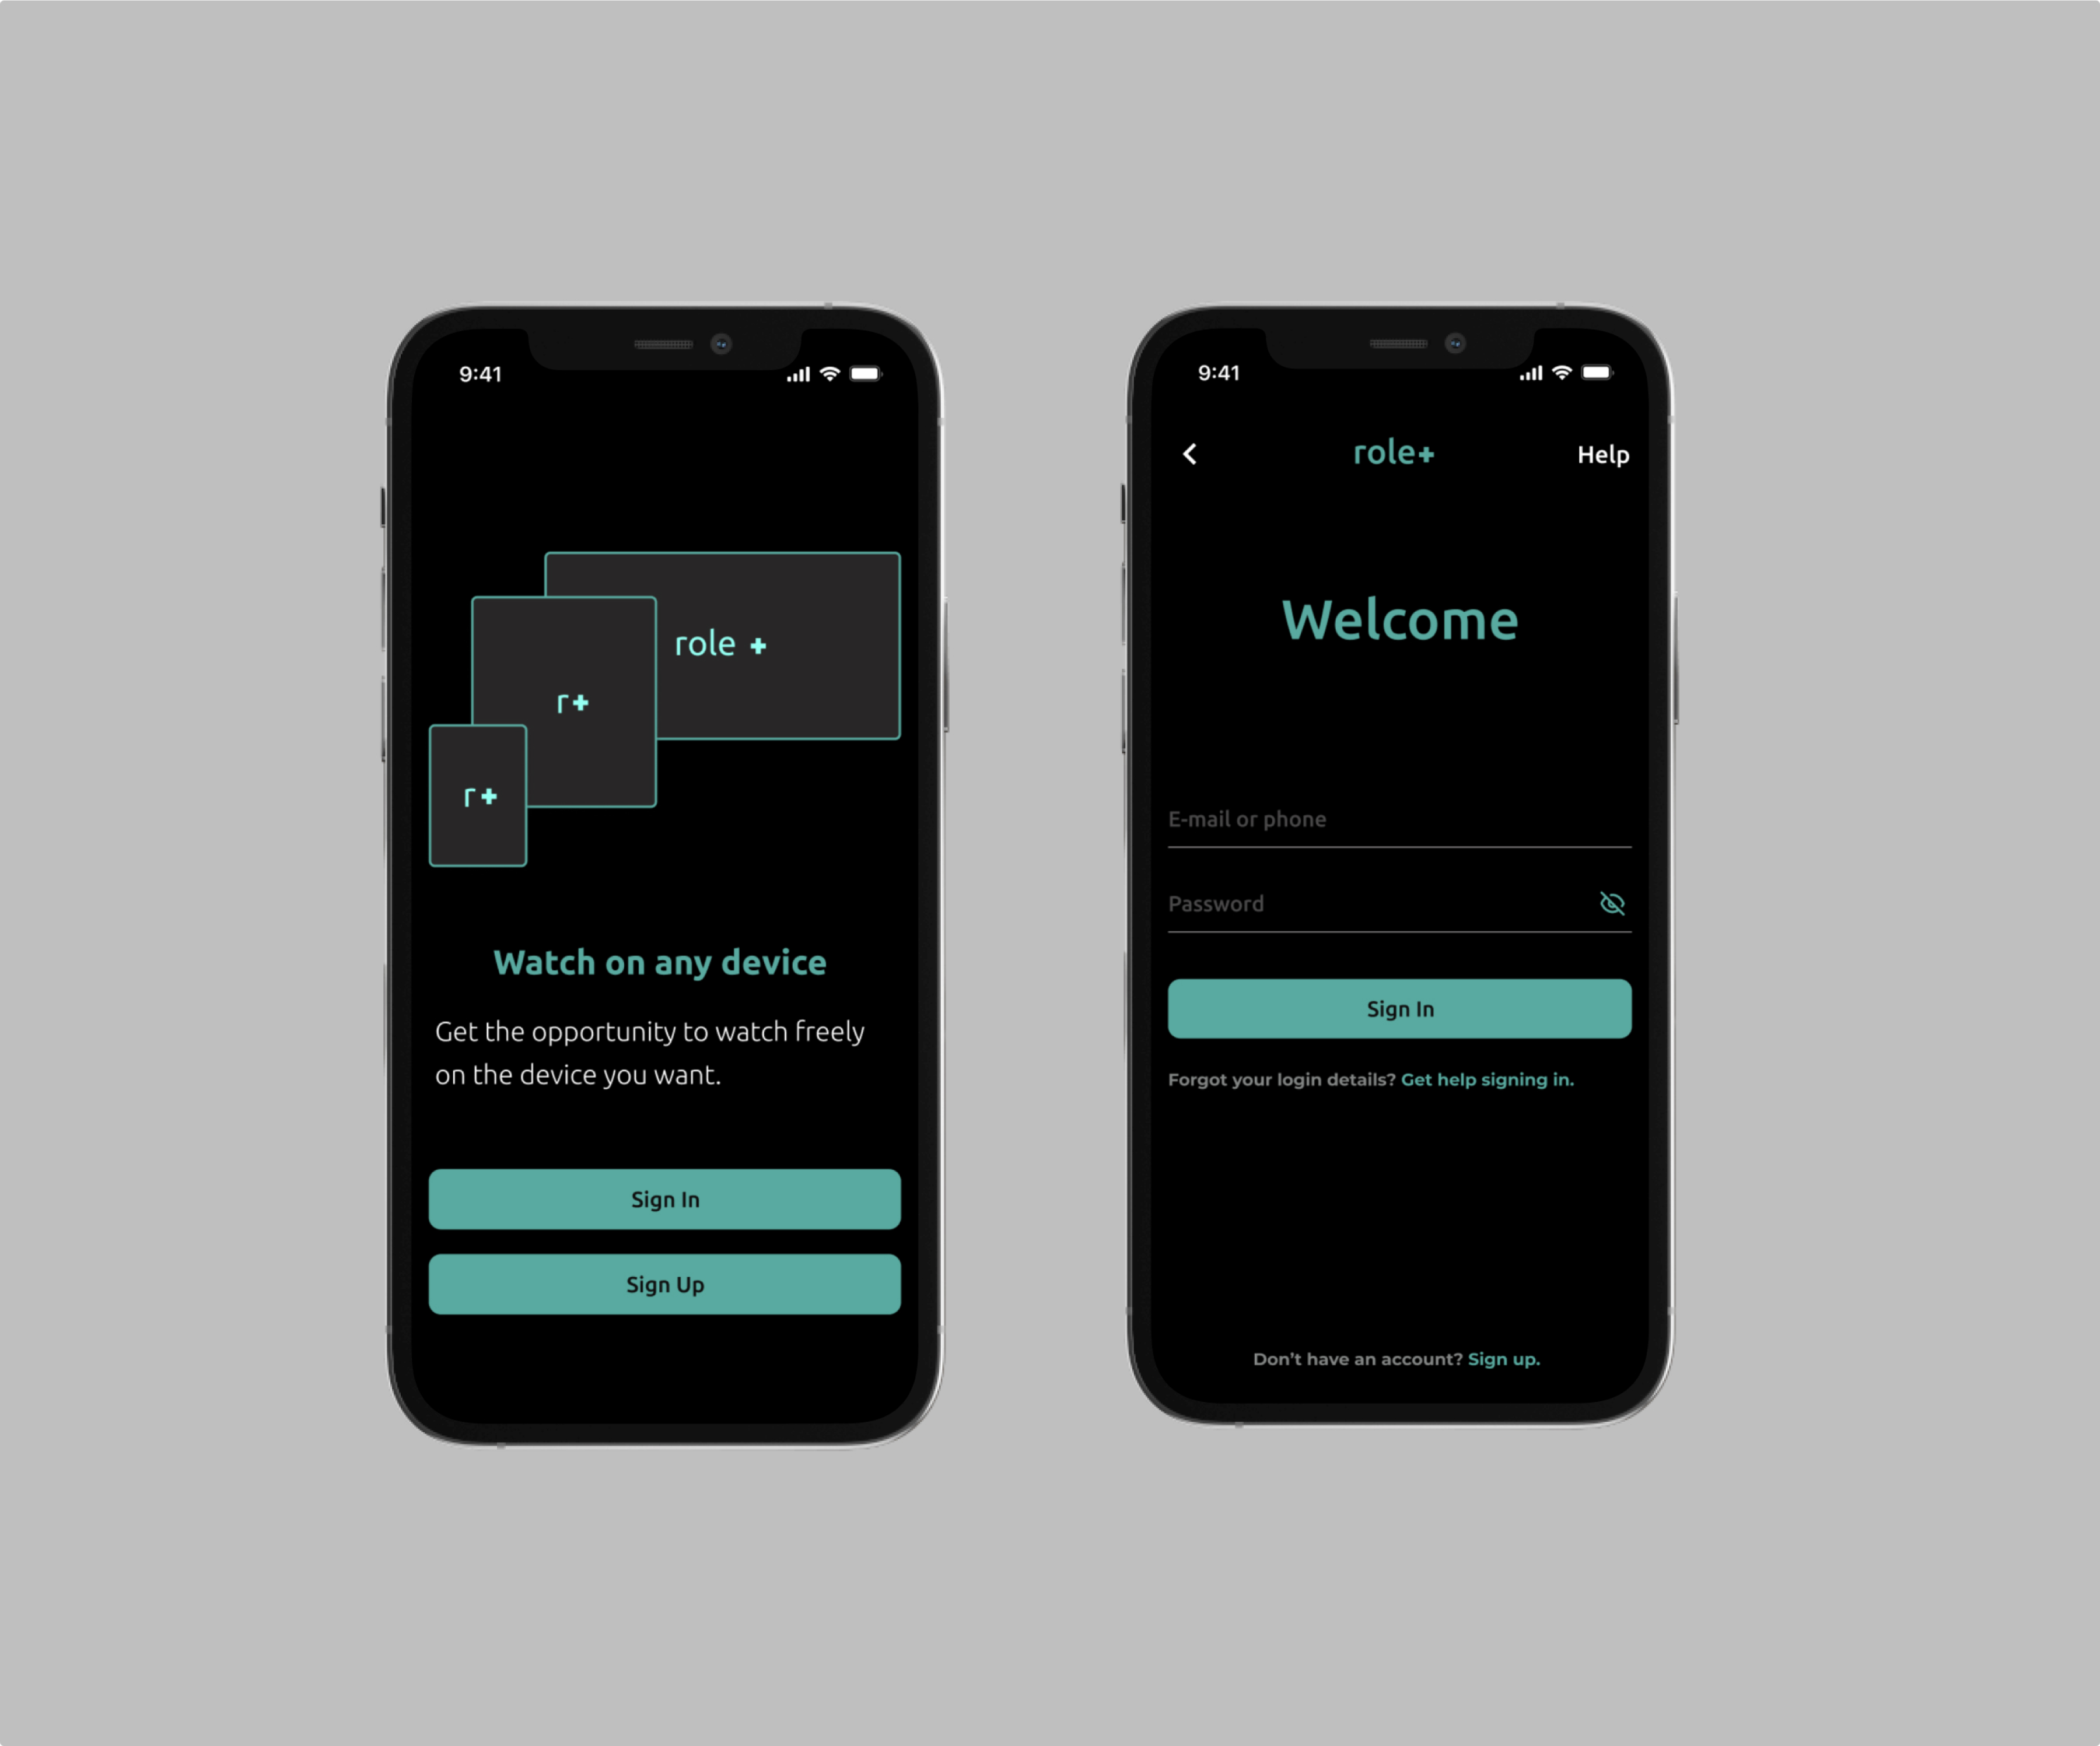 9:41
role +
r+
r+
Watch on any device
Get the opportunity to watch freely
on the device you want.
Sign In
Sign Up
9:41
role+
Help
Welcome
E-mail or phone
Password
Sign In
Forgot your login details? Get help signing in.
Don’t have an account? Sign up.